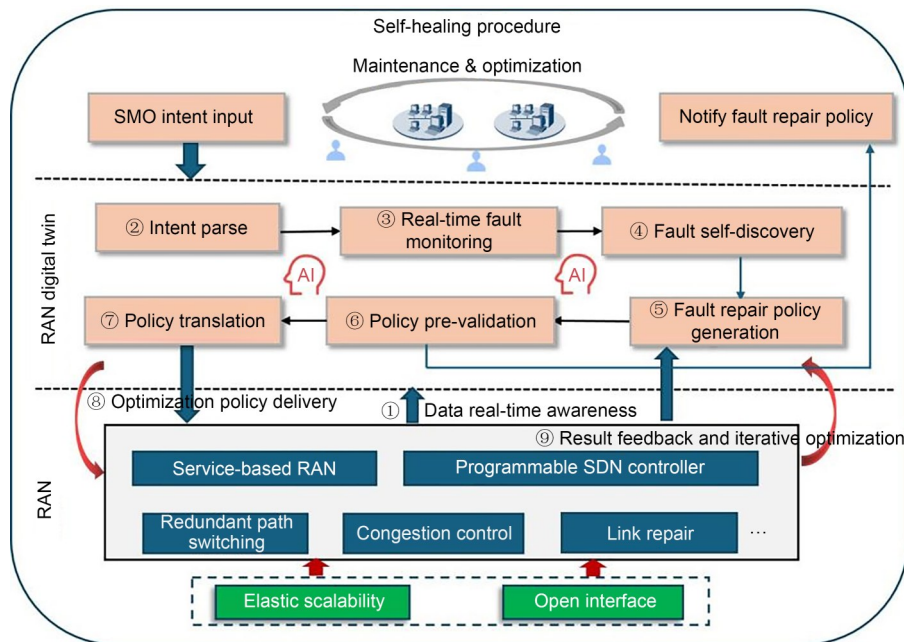 Self-healing procedure
Maintenance & optimization
SMO intent input
Notify fault repair policy
RAN digital twin
② Intent parse
③ Real-time fault
monitoring
④ Fault self-discovery
AI
AI
⑦ Policy translation
⑥ Policy pre-validation
⑤ Fault repair policy
generation
⑧ Optimization policy delivery
① Data real-time awareness
⑨ Result feedback and iterative optimization
RAN
Service-based RAN
Programmable SDN controller
Redundant path
switching
Congestion control
Link repair
...
Elastic scalability
Open interface